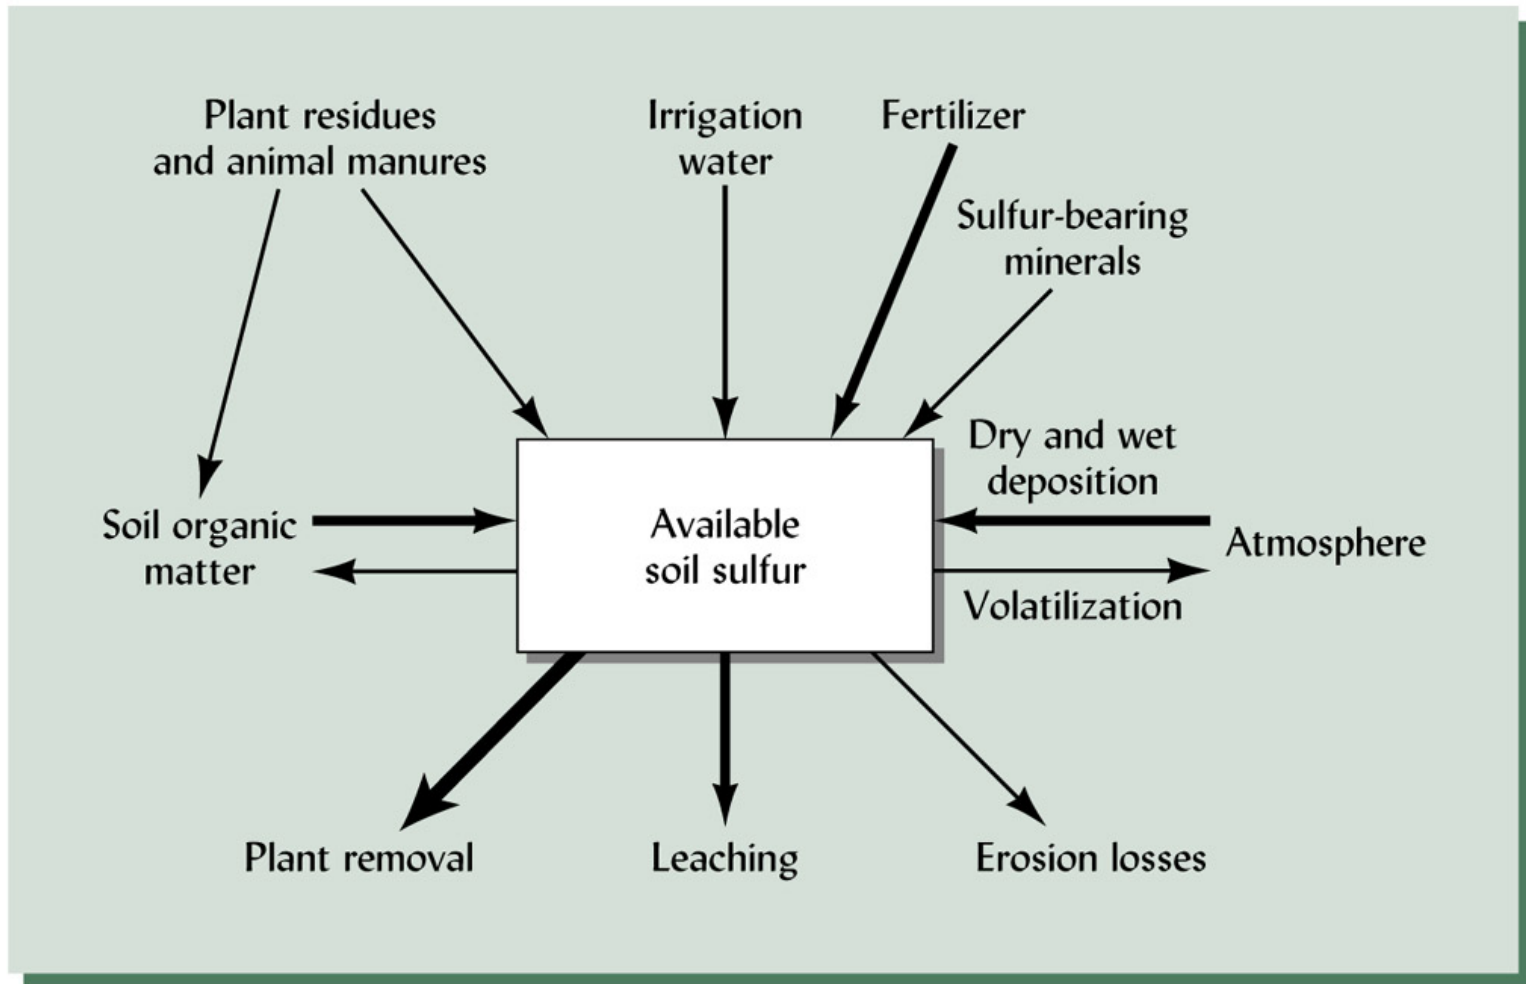 Plant residues
and animal manures
Irrigation
water
Fertilizer
Sulfur-bearing
minerals
Dry and wet
deposition
Soil organic
matter
Available
soil sulfur
Atmosphere
Volatilization
Plant removal
Leaching
Erosion losses